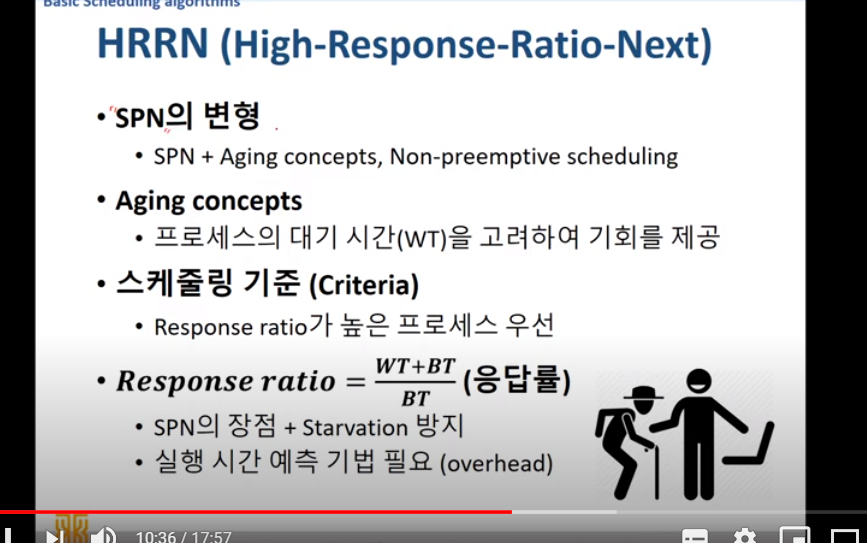 Basic Scheduling algorithms
HRRN (High-Response-Ratio-Next)
• "SPN"의 변형
• SPN + Aging concepts, Non-preemptive scheduling
• Aging concepts
• 프로세스의 대기 시간(WT)을 고려하여 기회를 제공
• 스케줄링 기준 (Criteria)
• Response ratio가 높은 프로세스 우선
• Response ratio = WT+BT / BT (응답률)
• SPN의 장점 + Starvation 방지
• 실행 시간 예측 기법 필요 (overhead)
10:36 / 17:57